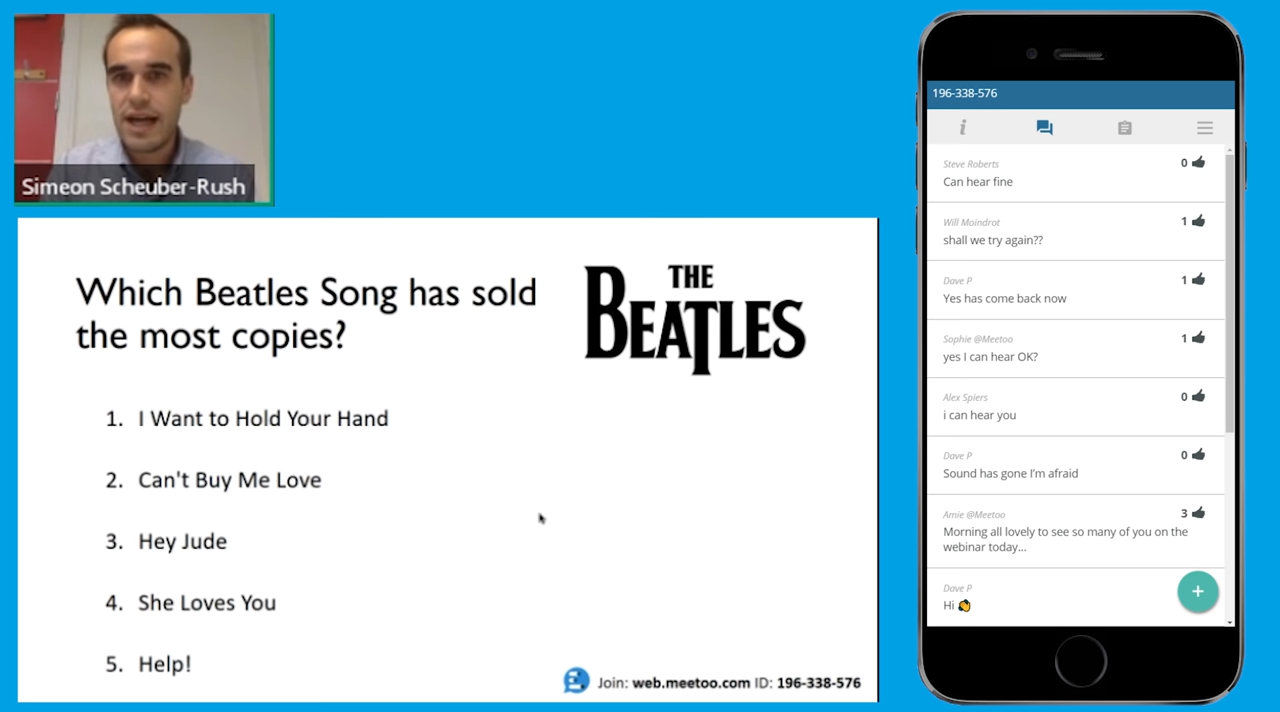 Simeon Scheuber-Rush
Which Beatles Song has sold
the most copies?
THE
BEATLES
1. I Want to Hold Your Hand
2. Can't Buy Me Love
3. Hey Jude
4. She Loves You
5. Help!
Join: web.meetoo.com ID: 196-338-576
196-338-576
i
Steve Roberts 0
Can hear fine
Will Moindrot 1
shall we try again??
Dave P 1
Yes has come back now
Sophie @Meetoo 1
yes I can hear OK?
Alex Spiers 0
i can hear you
Dave P 0
Sound has gone I'm afraid
Amie @Meetoo 3
Morning all lovely to see so many of you on the
webinar today...
Dave P
Hi 👏
+